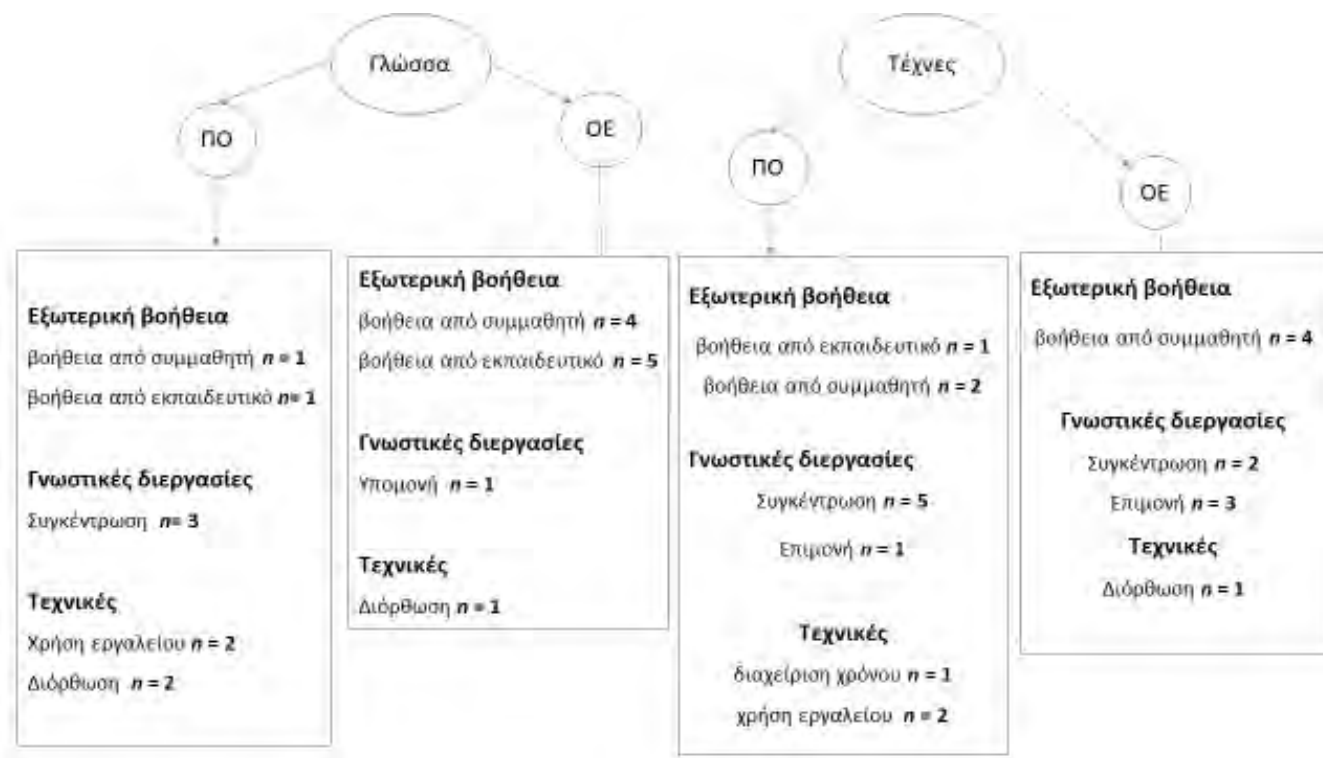 Γλώσσα
ΠΟ
ΟΕ
Εξωτερική βοήθεια
βοήθεια από συμμαθητή n = 1
βοήθεια από εκπαιδευτικό n= 1
Γνωστικές διεργασίες
Συγκέντρωση n= 3
Τεχνικές
Χρήση εργαλείου n = 2
Διόρθωση n = 2
Εξωτερική βοήθεια
βοήθεια από συμμαθητή n = 4
βοήθεια από εκπαιδευτικό n = 5
Γνωστικές διεργασίες
Υπομονή n = 1
Τεχνικές
Διόρθωση n = 1
Τέχνες
ΠΟ
ΟΕ
Εξωτερική βοήθεια
βοήθεια από εκπαιδευτικό n = 1
βοήθεια από συμμαθητή n = 2
Γνωστικές διεργασίες
Συγκέντρωση n = 5
Επιμονή n = 1
Τεχνικές
διαχείριση χρόνου n = 1
χρήση εργαλείου n = 2
Εξωτερική βοήθεια
βοήθεια από συμμαθητή n = 4
Γνωστικές διεργασίες
Συγκέντρωση n = 2
Επιμονή n = 3
Τεχνικές
Διόρθωση n = 1